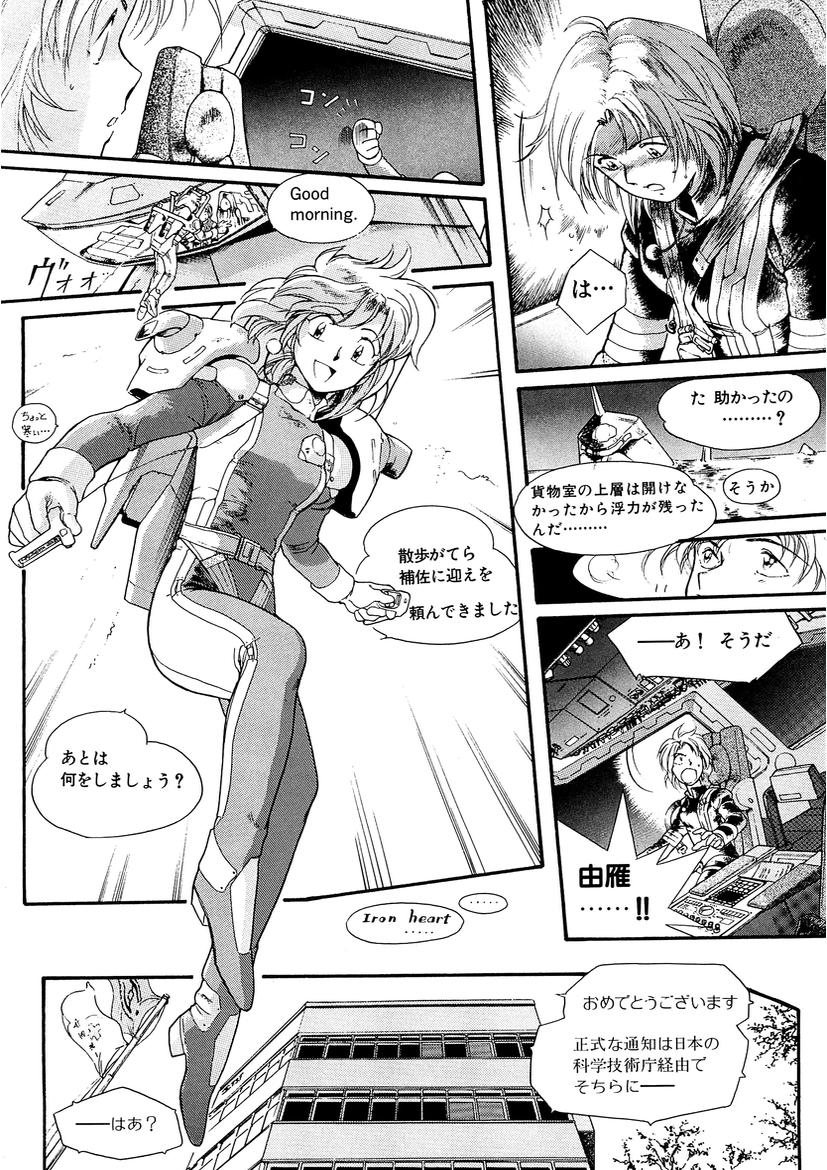 は…
た 助かったの
………？
そうか
貨物室の上層は開けな
かったから浮力が残った
んだ………
――あ！ そうだ
由雁
……!!
コン
コン
Good
morning.
ヴォオ
ちょっと
寒い…
散歩がてら
補佐に迎えを
頼んできました
あとは
何をしましょう？
‥‥‥
Iron heart
‥‥‥
おめでとうございます
正式な通知は日本の
科学技術庁経由で
そちらに――
――はあ？